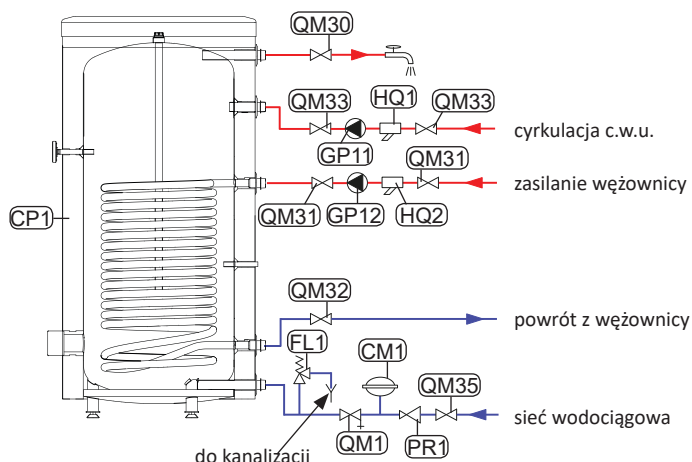 QM30
QM33 HQ1 QM33
cyrkulacja c.w.u.
GP11
QM31
zasilanie wężownicy
QM31 GP12 HQ2
CP1
QM32
powrót z wężownicy
FL1 CM1
QM35
sieć wodociągowa
QM1 PR1
do kanalizacji